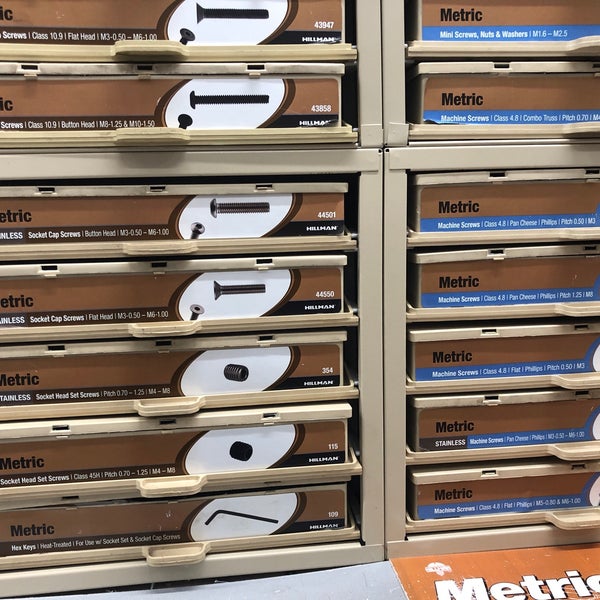 43947
Screws | Class 10.9 | Flat Head | M3-0.50 – M6-1.00
HILLMAN
43858
Screws | Class 10.9 | Button Head | M8-1.25 & M10-1.50
HILLMAN
Metric
44501
STAINLESS Socket Cap Screws | Button Head | M3-0.50 – M6-1.00
HILLMAN
Metric
44550
STAINLESS Socket Cap Screws | Flat Head | M3-0.50 – M6-1.00
HILLMAN
Metric
354
STAINLESS Socket Head Set Screws | Pitch 0.70 - 1.25 | M4 – M8
HILLMAN
Metric
115
Socket Head Set Screws | Class 45H | Pitch 0.70 - 1.25 | M4 – M8
HILLMAN
Metric
109
Hex Keys | Heat-Treated | For Use w/ Socket Set & Socket Cap Screws
HILLMAN
Metric
Mini Screws, Nuts & Washers | M1.6 – M2.5
Metric
Machine Screws | Class 4.8 | Combo Truss | Pitch 0.70 | M4
Metric
Machine Screws | Class 4.8 | Pan Cheese | Phillips | Pitch 0.50 | M3
Metric
Machine Screws | Class 4.8 | Pan Cheese | Phillips | Pitch 1.25 | M8
Metric
Machine Screws | Class 4.8 | Flat | Phillips | Pitch 0.50 | M3
Metric
STAINLESS Machine Screws | Pan Cheese | Phillips | M3-0.50 – M6-1.00
Metric
Machine Screws | Class 4.8 | Flat | Phillips | M5-0.80 & M6-1.00
Metric